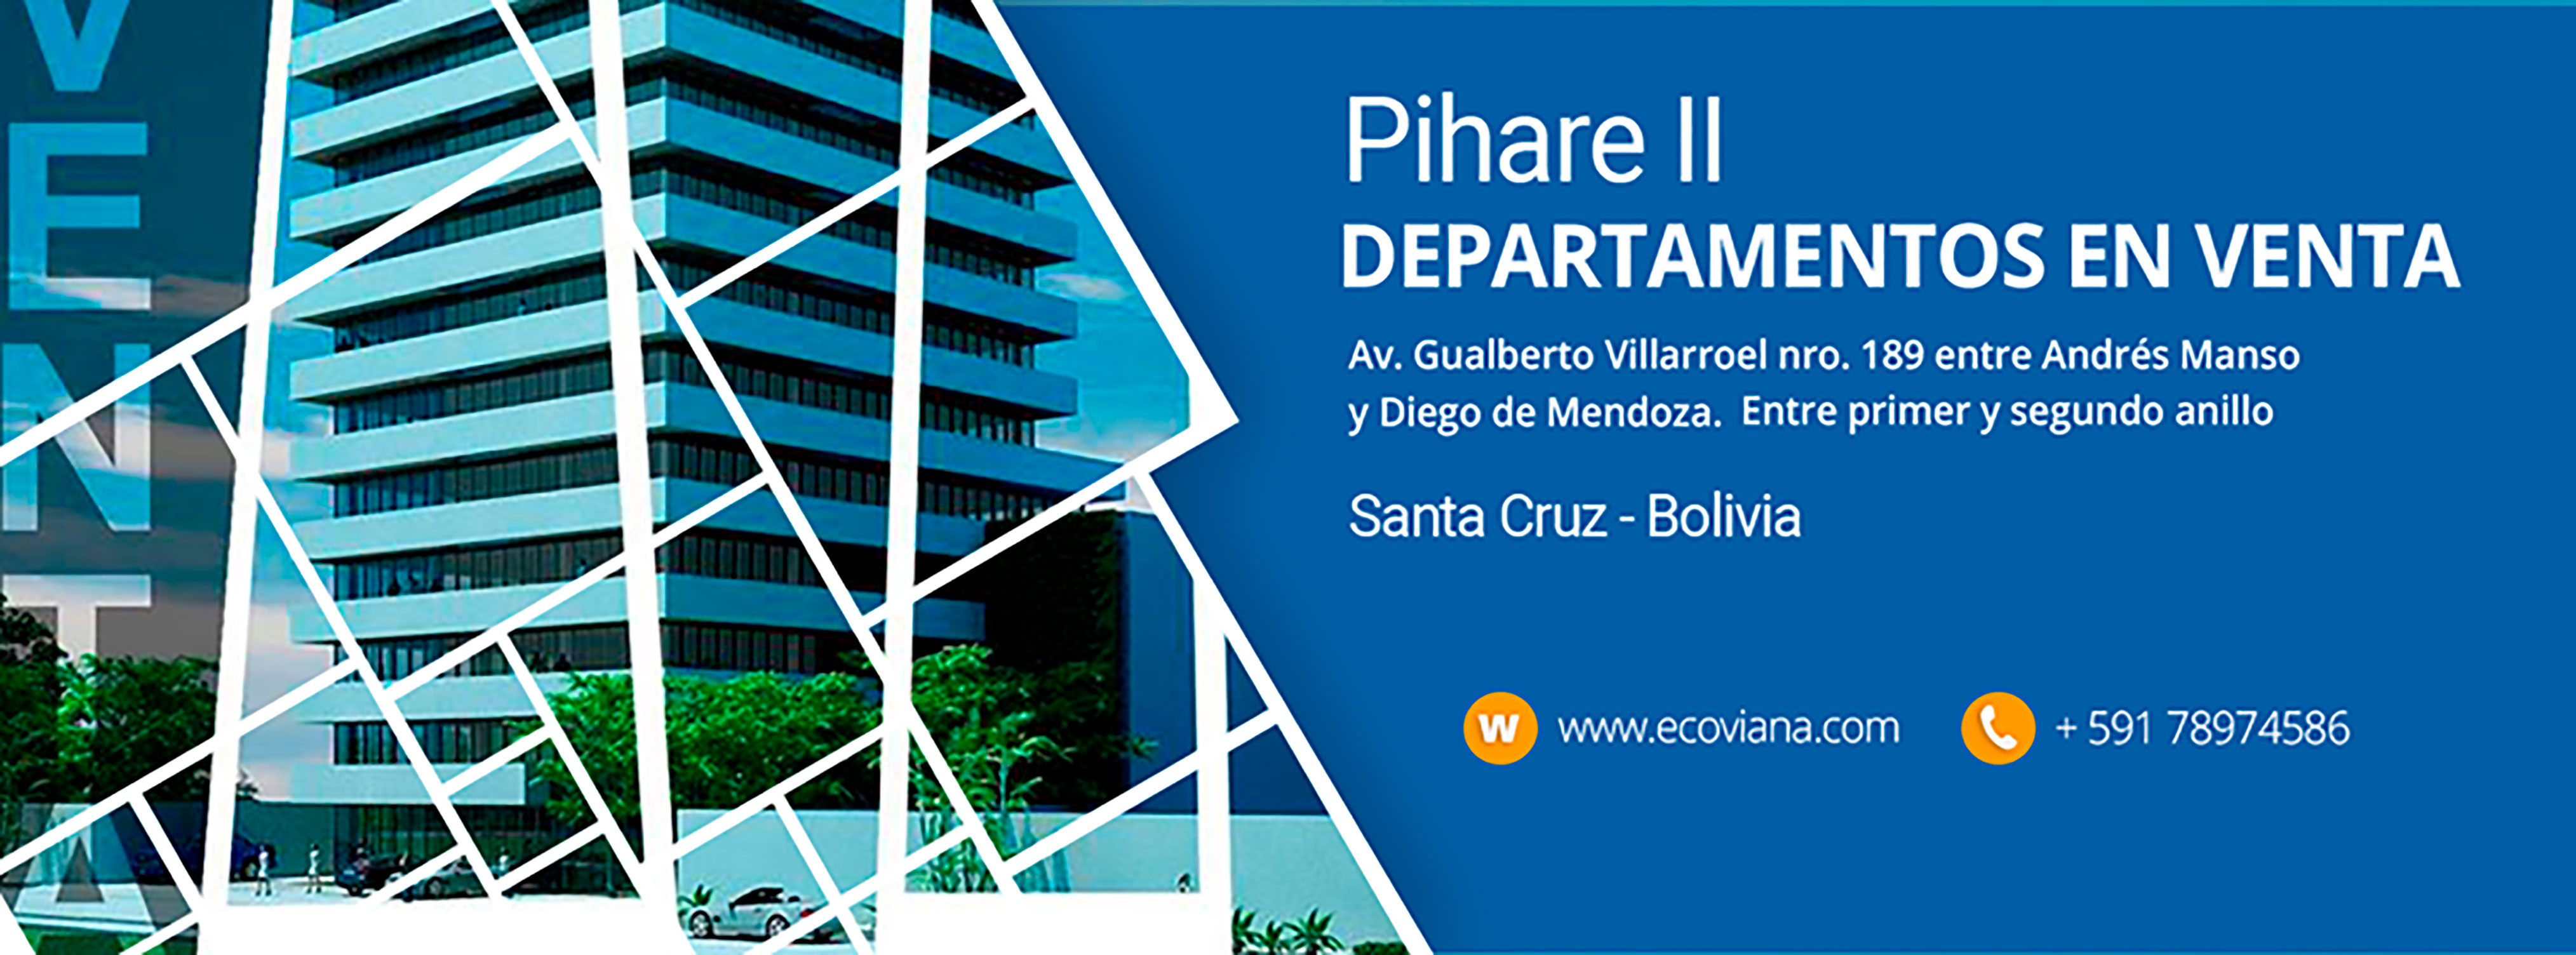 VENTA
Pihare II
DEPARTAMENTOS EN VENTA
Av. Gualberto Villarroel nro. 189 entre Andrés Manso
y Diego de Mendoza. Entre primer y segundo anillo
Santa Cruz - Bolivia
W www.ecoviana.com + 591 78974586